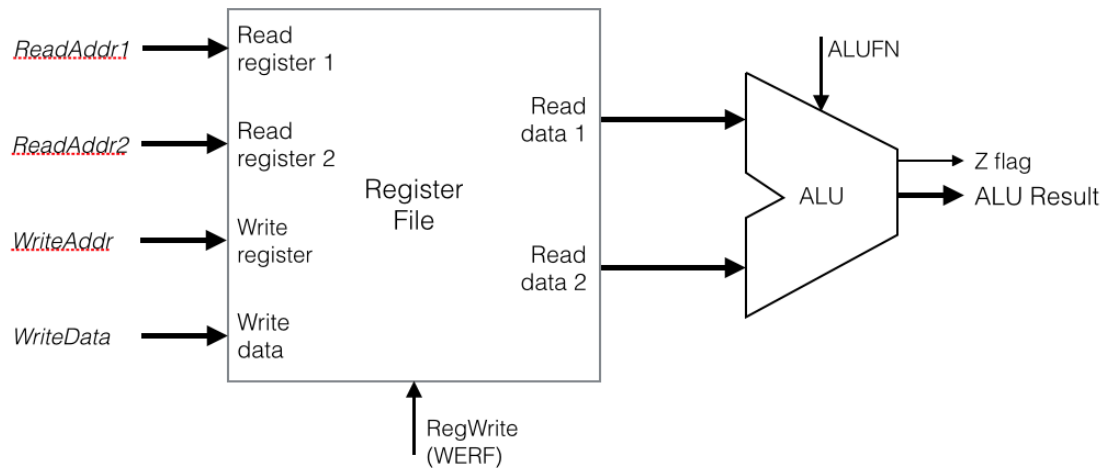 ReadAddr1
Read
register 1
ReadAddr2
Read
register 2
WriteAddr
Write
register
WriteData
Write
data
Register
File
Read
data 1
Read
data 2
RegWrite
(WERF)
ALUFN
ALU
Z flag
ALU Result